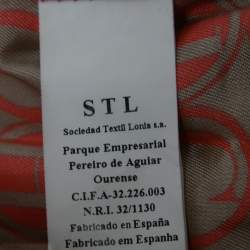 STL
Sociedad Textil Lonia s.a.
Parque Empresarial
Pereiro de Aguiar
Ourense
C.I.F.A-32.226.003
N.R.I. 32/1130
Fabricado en España
Fabricado em Espanha